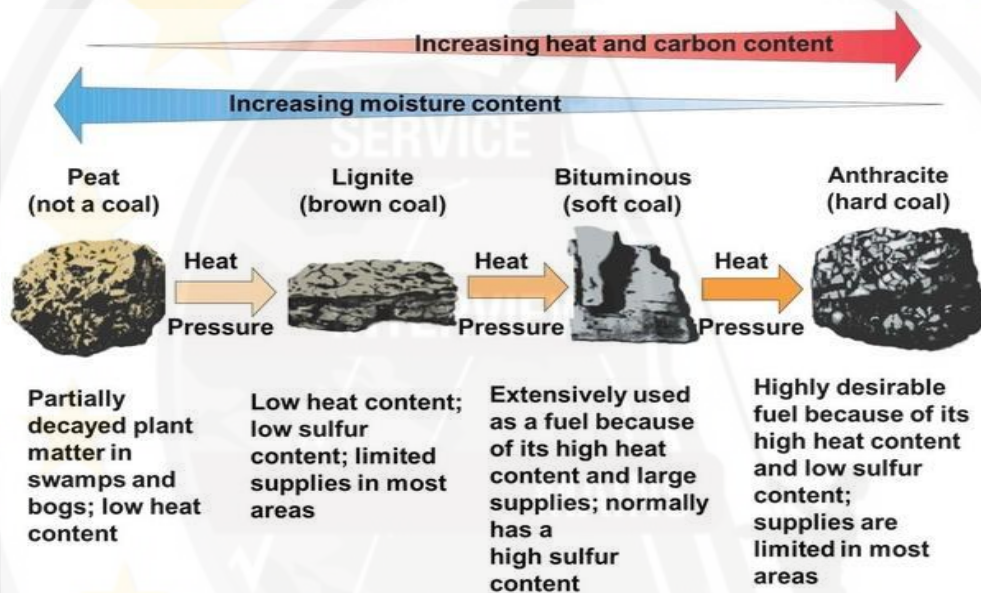 Increasing heat and carbon content
Increasing moisture content
SERVICE
Peat
(not a coal)
Lignite
(brown coal)
Bituminous
(soft coal)
Anthracite
(hard coal)
Heat
Pressure
Heat
Pressure
Heat
Pressure
Partially
decayed plant
matter in
swamps and
bogs; low heat
content
Low heat content;
low sulfur
content; limited
supplies in most
areas
Extensively used
as a fuel because
of its high heat
content and large
supplies; normally
has a
high sulfur
content
Highly desirable
fuel because of its
high heat content
and low sulfur
content;
supplies are
limited in most
areas